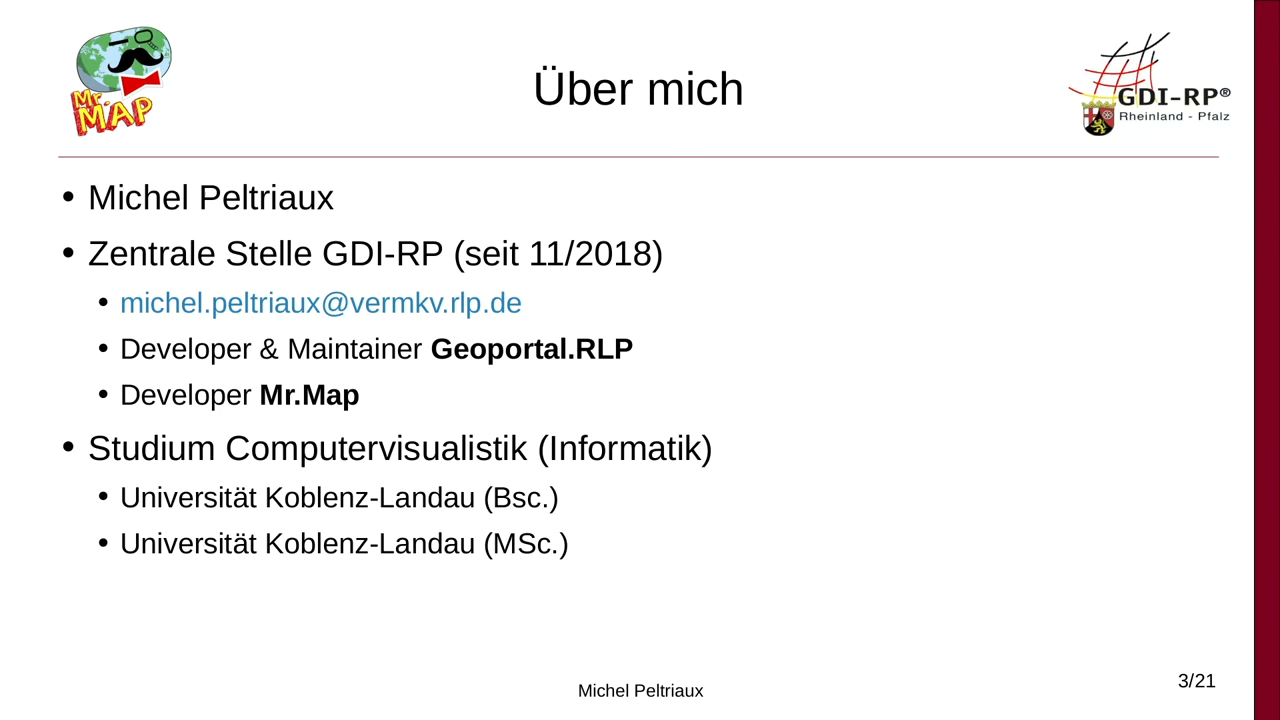 Mr.
MAP
Über mich
GDI-RP®
Rheinland - Pfalz
• Michel Peltriaux
• Zentrale Stelle GDI-RP (seit 11/2018)
• michel.peltriaux@vermkv.rlp.de
• Developer & Maintainer Geoportal.RLP
• Developer Mr.Map
• Studium Computervisualistik (Informatik)
• Universität Koblenz-Landau (Bsc.)
• Universität Koblenz-Landau (MSc.)
Michel Peltriaux
3/21